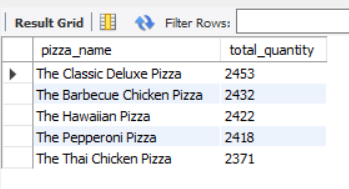 Result Grid Filter Rows:
pizza_name total_quantity
The Classic Deluxe Pizza 2453
The Barbecue Chicken Pizza 2432
The Hawaiian Pizza 2422
The Pepperoni Pizza 2418
The Thai Chicken Pizza 2371